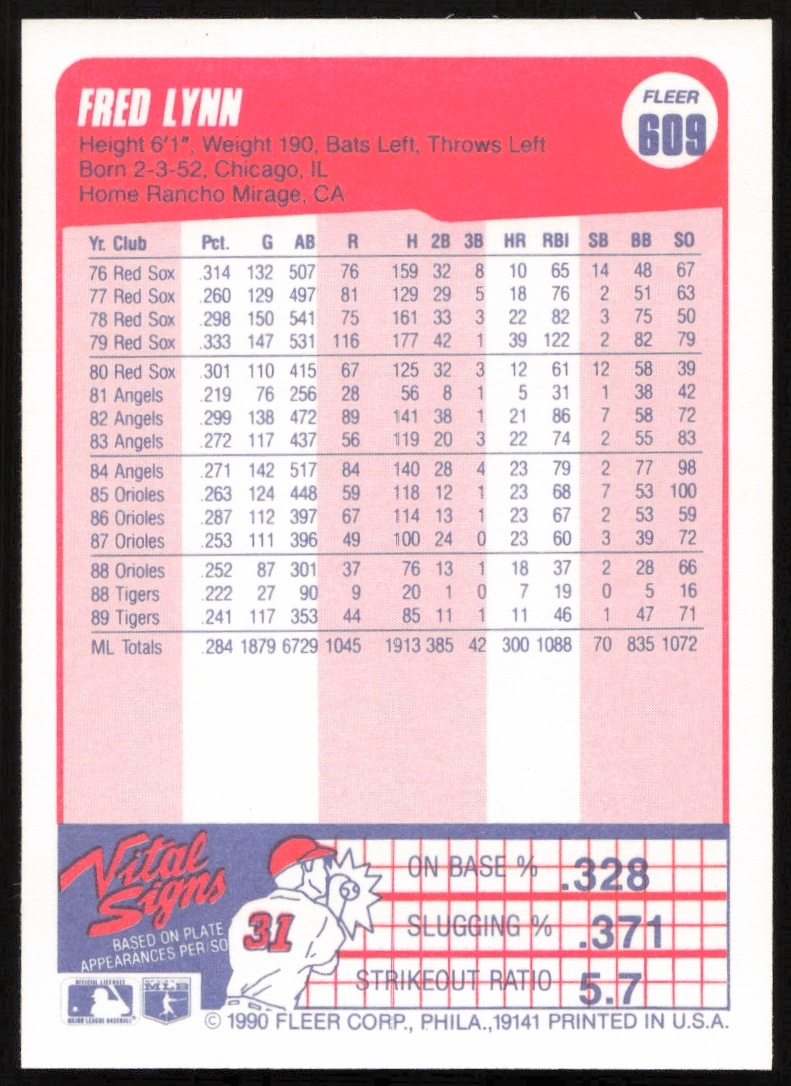 FRED LYNN
FLEER
609
Height 6'1", Weight 190, Bats Left, Throws Left
Born 2-3-52, Chicago, IL
Home Rancho Mirage, CA
Yr. Club Pct. G AB R H 2B 3B HR RBI SB BB SO
76 Red Sox .314 132 507 76 159 32 8 10 65 14 48 67
77 Red Sox .260 129 497 81 129 29 5 18 76 2 51 63
78 Red Sox .298 150 541 75 161 33 3 22 82 3 75 50
79 Red Sox .333 147 531 116 177 42 1 39 122 2 82 79
80 Red Sox .301 110 415 67 125 32 3 12 61 12 58 39
81 Angels .219 76 256 28 56 8 1 5 31 1 38 42
82 Angels .299 138 472 89 141 38 1 21 86 7 58 72
83 Angels .272 117 437 56 119 20 3 22 74 2 55 83
84 Angels .271 142 517 84 140 28 4 23 79 2 77 98
85 Orioles .263 124 448 59 118 12 1 23 68 7 53 100
86 Orioles .287 112 397 67 114 13 1 23 67 2 53 59
87 Orioles .253 111 396 49 100 24 0 23 60 3 39 72
88 Orioles .252 87 301 37 76 13 1 18 37 2 28 66
88 Tigers .222 27 90 9 20 1 0 7 19 0 5 16
89 Tigers .241 117 353 44 85 11 1 11 46 1 47 71
ML Totals .284 1879 6729 1045 1913 385 42 300 1088 70 835 1072
Vital
Signs
BASED ON PLATE
APPEARANCES PER/SO
31
ON BASE % .328
SLUGGING % .371
STRIKEOUT RATIO 5.7
OFFICIAL LICENSEE
MAJOR LEAGUE BASEBALL
MLB
© 1990 FLEER CORP., PHILA.,19141 PRINTED IN U.S.A.